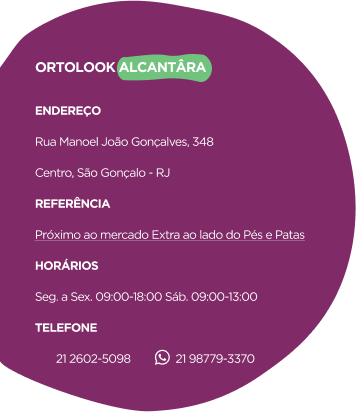 ORTOLOOK ALCANTÂRA
ENDEREÇO
Rua Manoel João Gonçalves, 348
Centro, São Gonçalo - RJ
REFERÊNCIA
Próximo ao mercado Extra ao lado do Pés e Patas
HORÁRIOS
Seg. a Sex. 09:00-18:00 Sáb. 09:00-13:00
TELEFONE
21 2602-5098 21 98779-3370